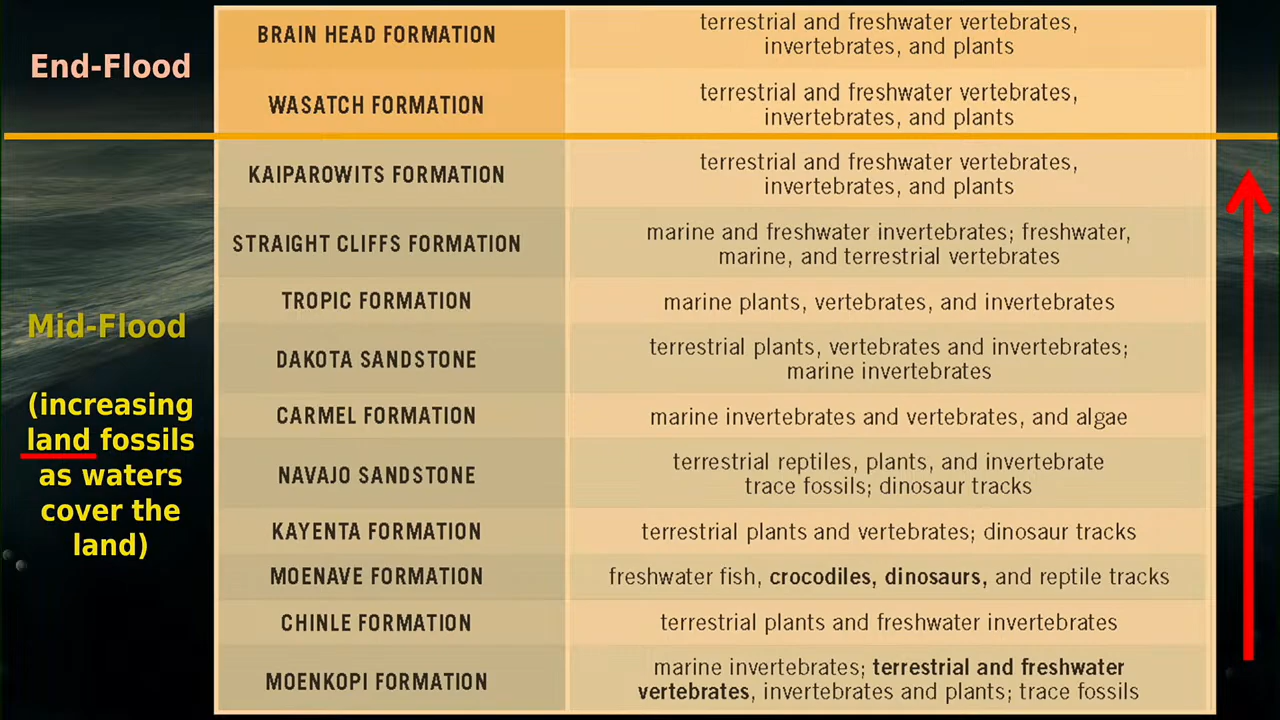 End-Flood
BRAIN HEAD FORMATION
terrestrial and freshwater vertebrates,
invertebrates, and plants
WASATCH FORMATION
terrestrial and freshwater vertebrates,
invertebrates, and plants
Mid-Flood
(increasing
land fossils
as waters
cover the
land)
KAIPAROWITS FORMATION
terrestrial and freshwater vertebrates,
invertebrates, and plants
STRAIGHT CLIFFS FORMATION
marine and freshwater invertebrates; freshwater,
marine, and terrestrial vertebrates
TROPIC FORMATION
marine plants, vertebrates, and invertebrates
DAKOTA SANDSTONE
terrestrial plants, vertebrates and invertebrates;
marine invertebrates
CARMEL FORMATION
marine invertebrates and vertebrates, and algae
NAVAJO SANDSTONE
terrestrial reptiles, plants, and invertebrate
trace fossils; dinosaur tracks
KAYENTA FORMATION
terrestrial plants and vertebrates; dinosaur tracks
MOENAVE FORMATION
freshwater fish, crocodiles, dinosaurs, and reptile tracks
CHINLE FORMATION
terrestrial plants and freshwater invertebrates
MOENKOPI FORMATION
marine invertebrates; terrestrial and freshwater
vertebrates, invertebrates and plants; trace fossils